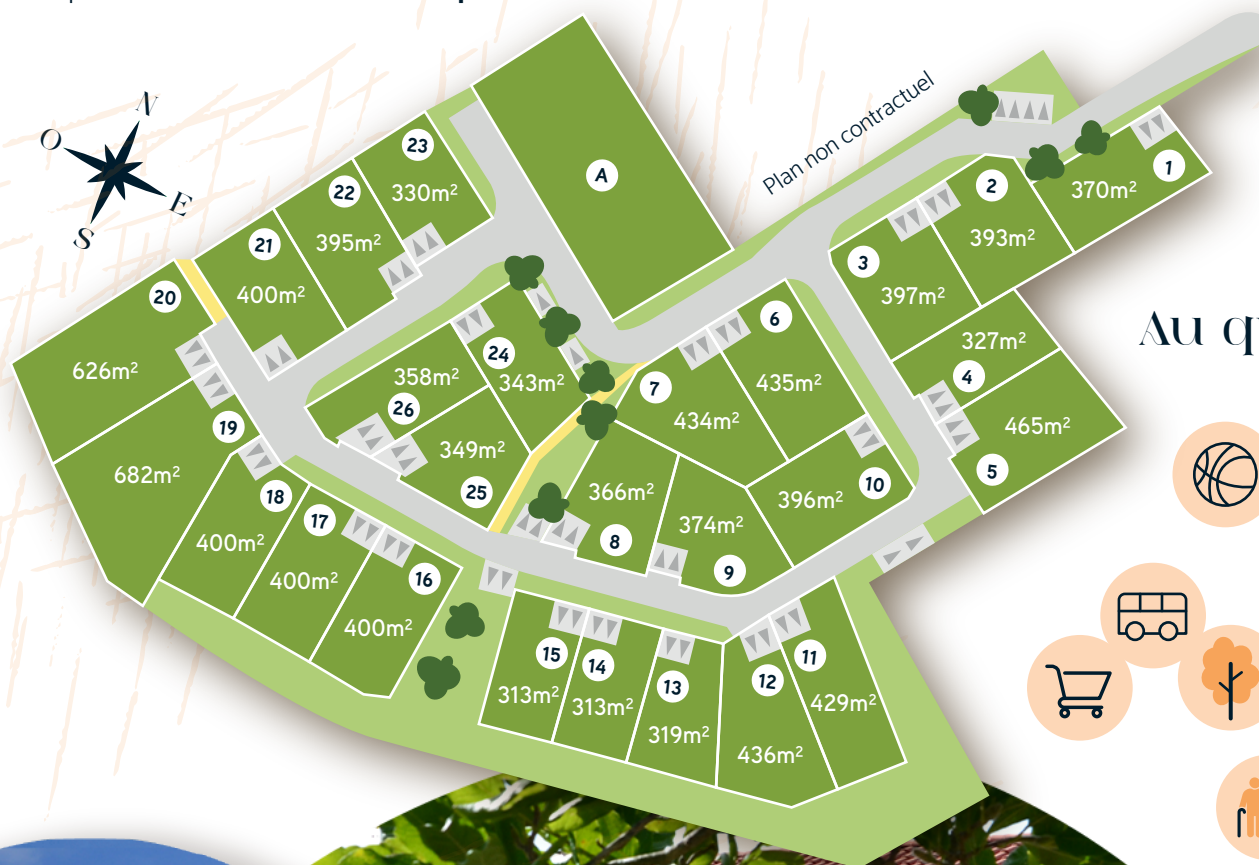 N
O
E
S
Plan non contractuel
A
23
330m²
22
395m²
21
400m²
20
626m²
19
682m²
18
400m²
17
400m²
16
400m²
24
343m²
358m²
26
349m²
25
1
370m²
2
393m²
3
397m²
327m²
4
465m²
5
6
435m²
7
434m²
396m²
10
366m²
8
374m²
9
15
313m²
14
313m²
13
319m²
12
436m²
11
429m²
Au q